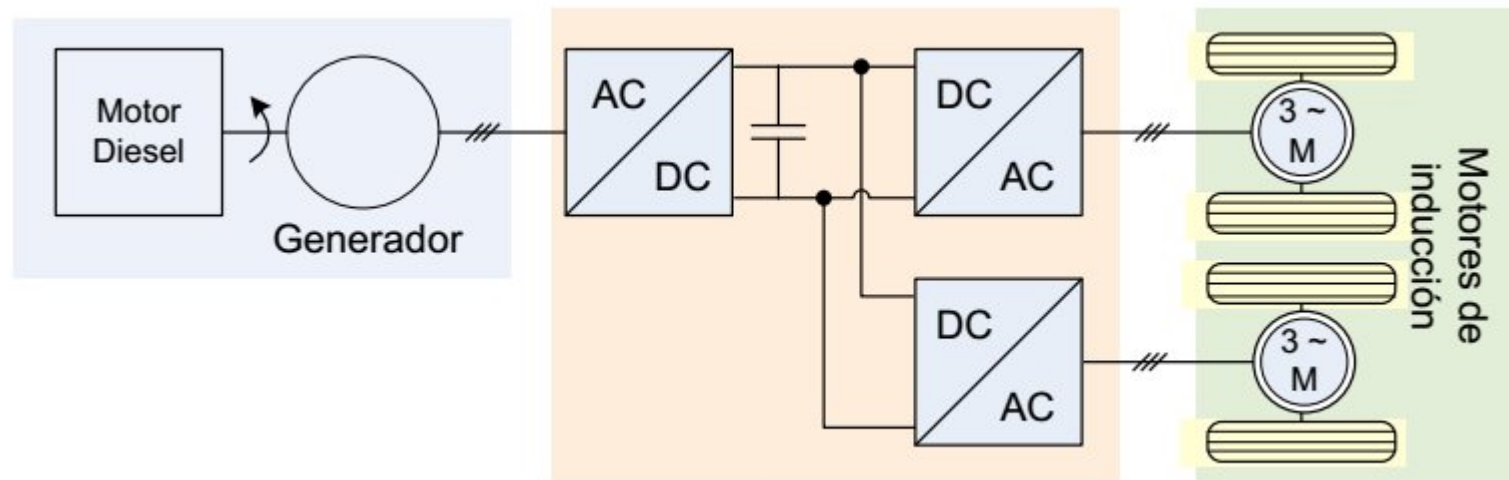 Motor
Diesel
Generador
AC
DC
DC
AC
DC
AC
3 ~
M
3 ~
M
Motores de
inducción